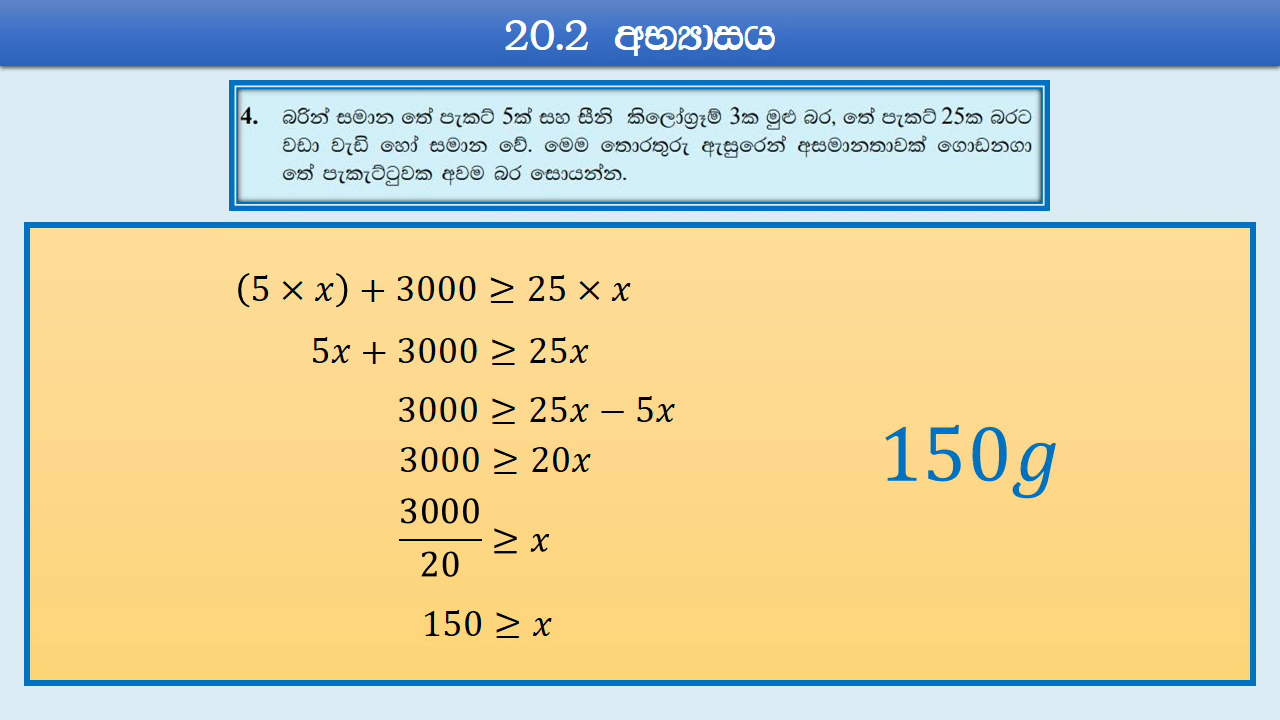 20.2 අභ්‍යාසය
4. බරින් සමාන තේ පැකට් 5ක් සහ සීනි කිලෝග්‍රෑම් 3ක මුළු බර, තේ පැකට් 25ක බරට
වඩා වැඩි හෝ සමාන වේ. මෙම තොරතුරු ඇසුරෙන් අසමානතාවක් ගොඩනගා
තේ පැකැට්ටුවක අවම බර සොයන්න.
(5 × x) + 3000 ≥ 25 × x
5x + 3000 ≥ 25x
3000 ≥ 25x − 5x
3000 ≥ 20x
3000/20 ≥ x
150 ≥ x
150g